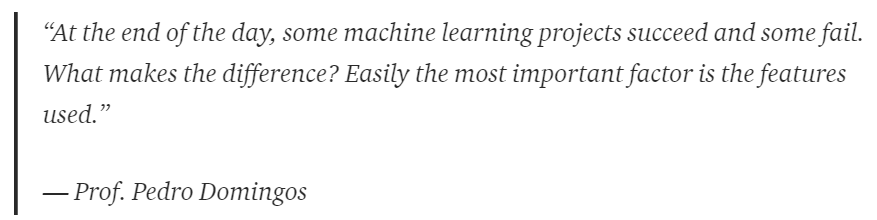 “At the end of the day, some machine learning projects succeed and some fail.
What makes the difference? Easily the most important factor is the features
used.”
— Prof. Pedro Domingos